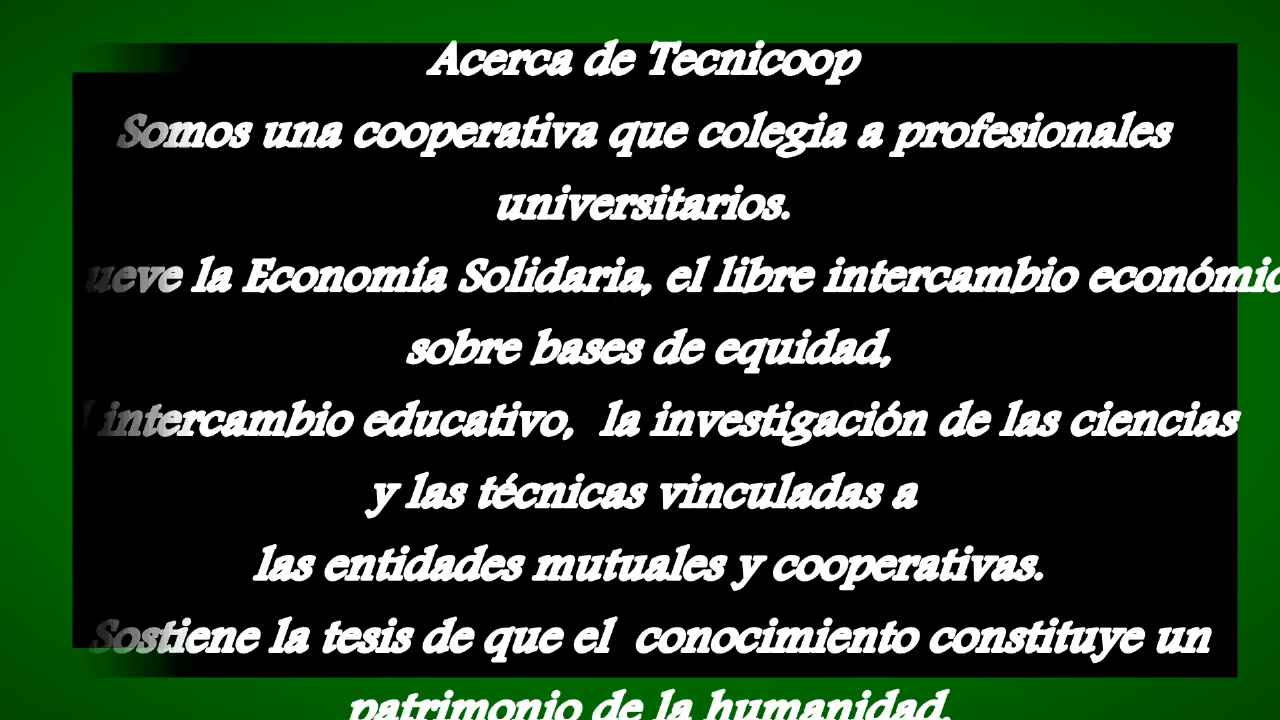 Acerca de Tecnicoop
Somos una cooperativa que colegia a profesionales
universitarios.
la Economía Solidaria, el libre intercambio
sobre bases de equidad,
intercambio educativo, la investigación de las ciencias
y las técnicas vinculadas a
las entidades mutuales y cooperativas.
Sostiene la tesis de que el conocimiento constituye un
patrimonio de la humanidad.